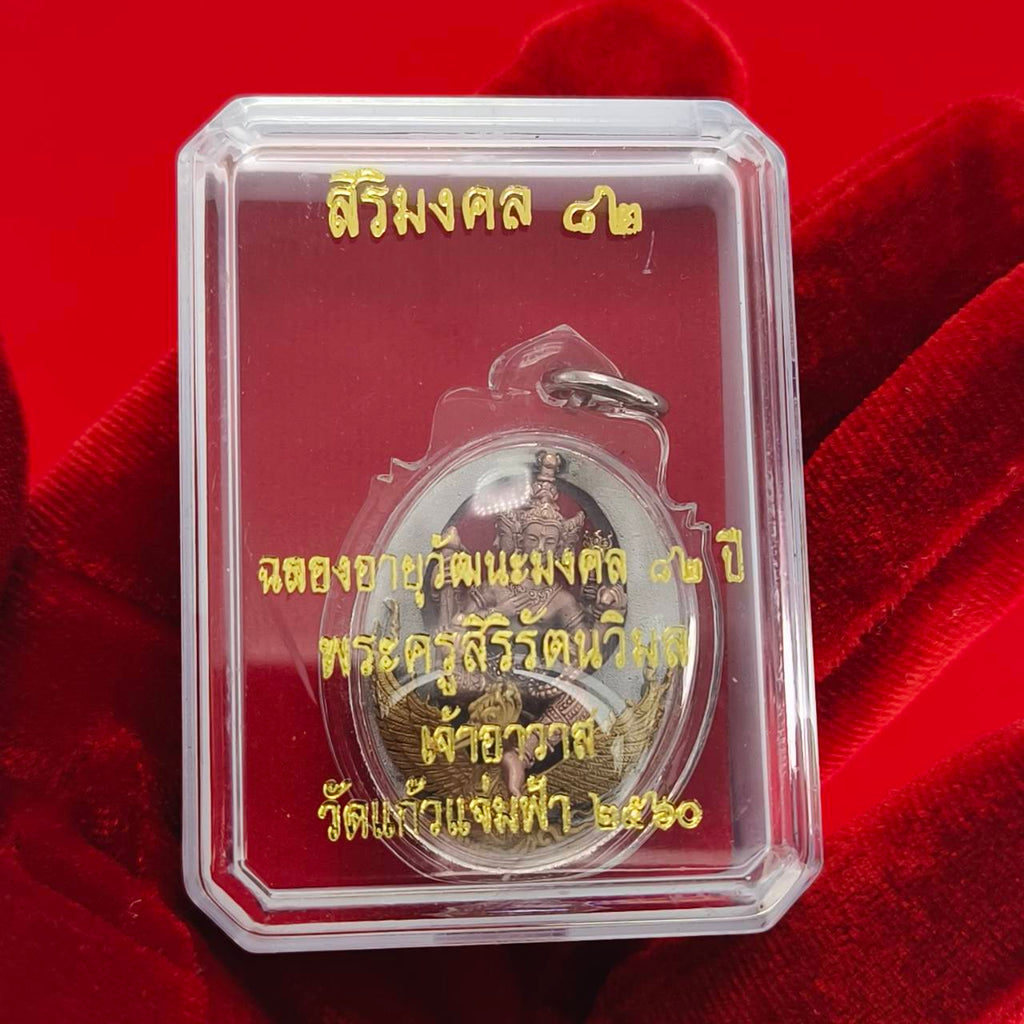 สิริมงคล ๘๒
ฉลองอายุวัฒนะมงคล ๘๒ ปี
พระครูสิริรัตนวิมล
เจ้าอาวาส
วัดแก้วแจ่มฟ้า ๒๕๖๐